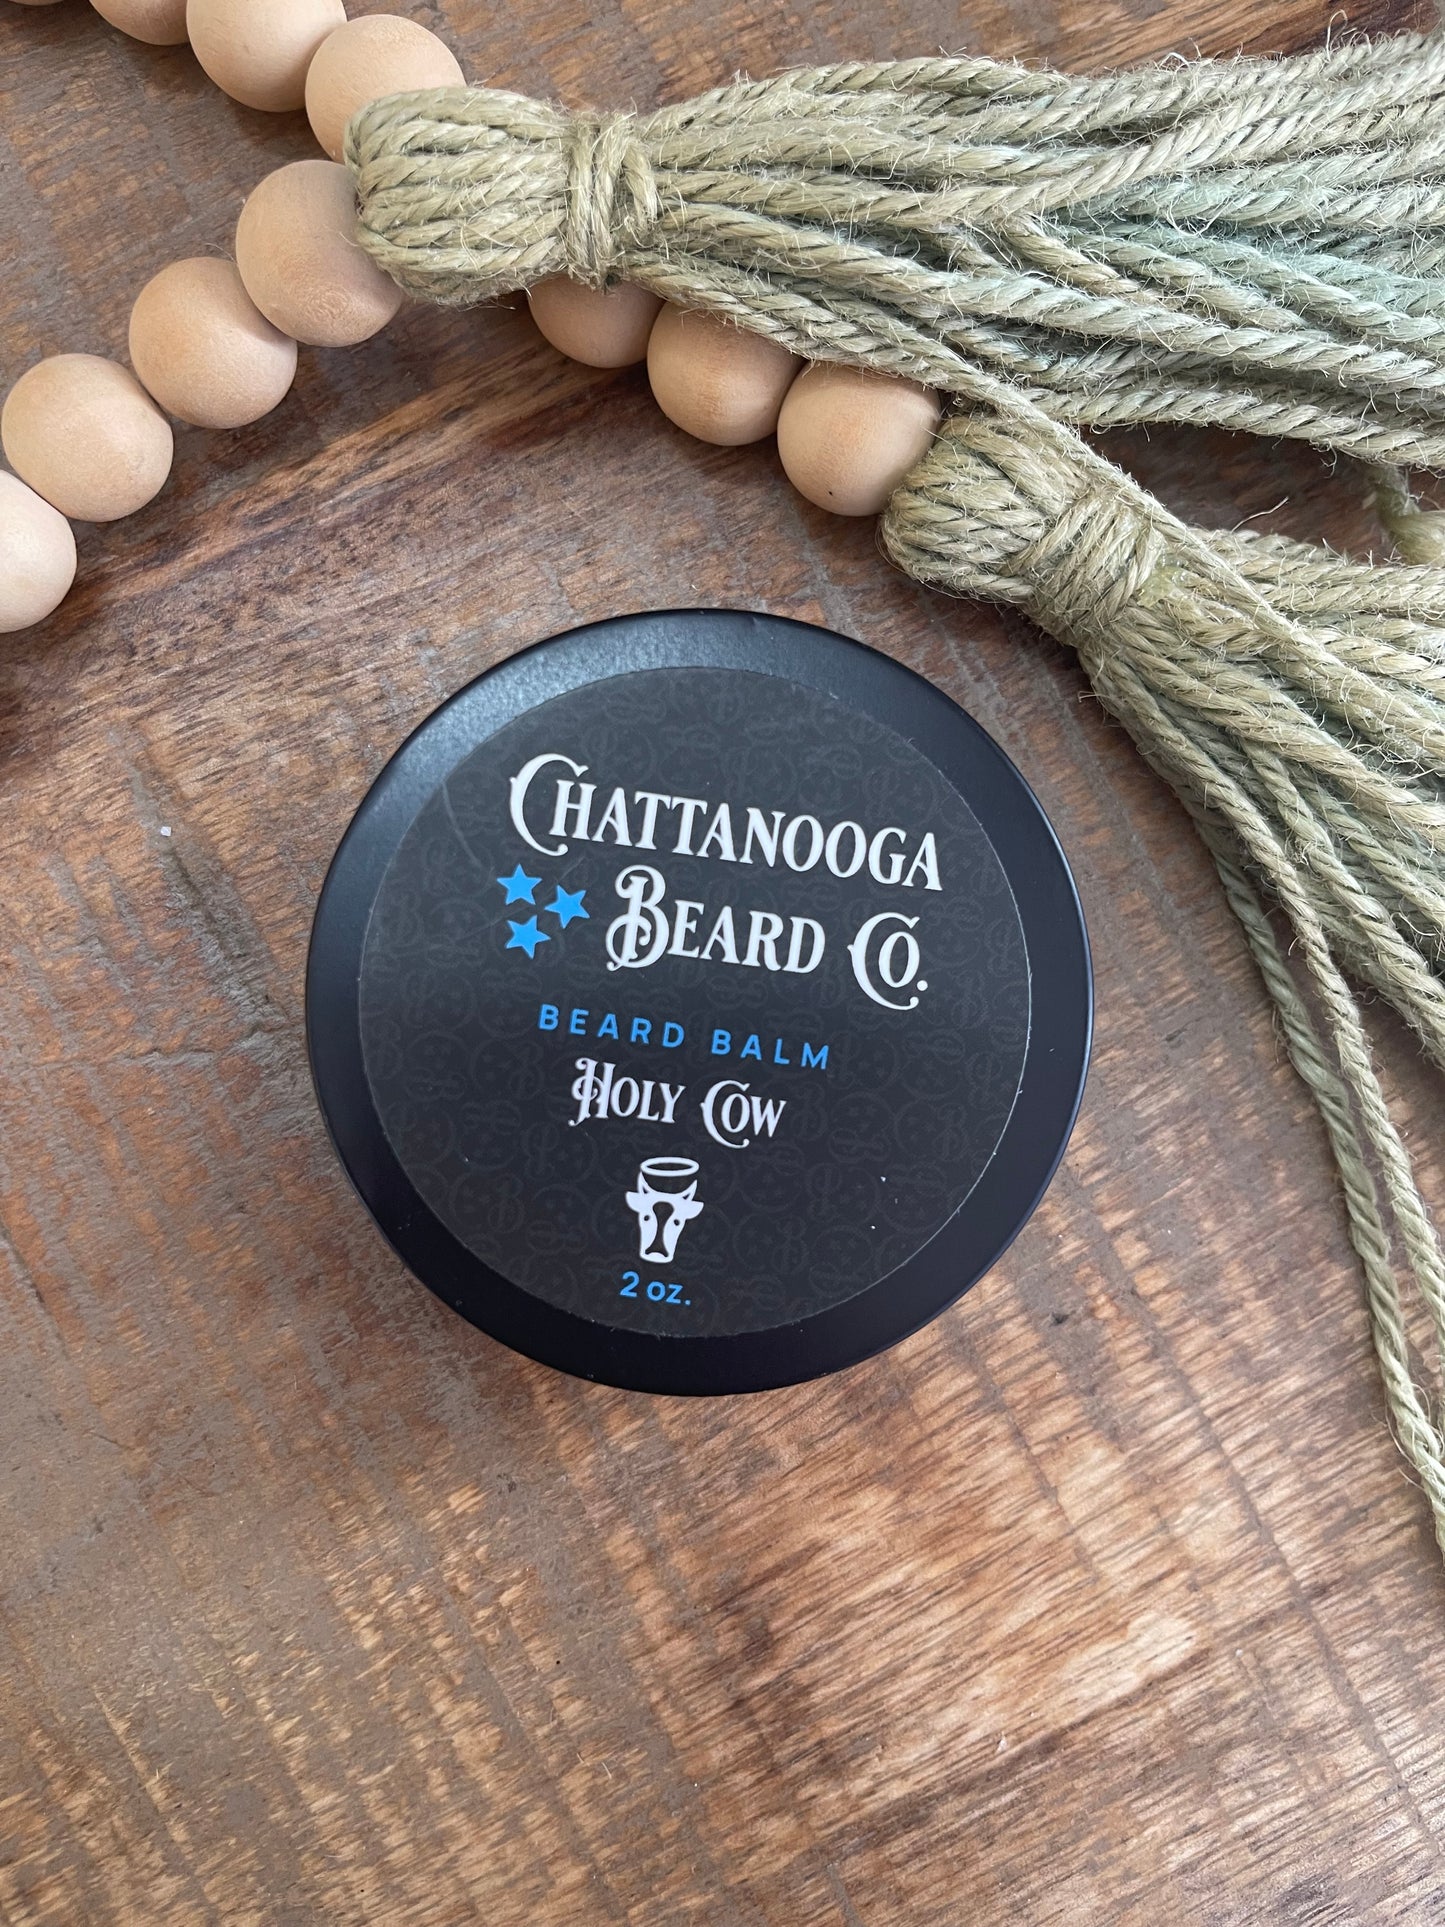 Chattanooga
Beard Co.
BEARD BALM
Holy Cow
2 oz.